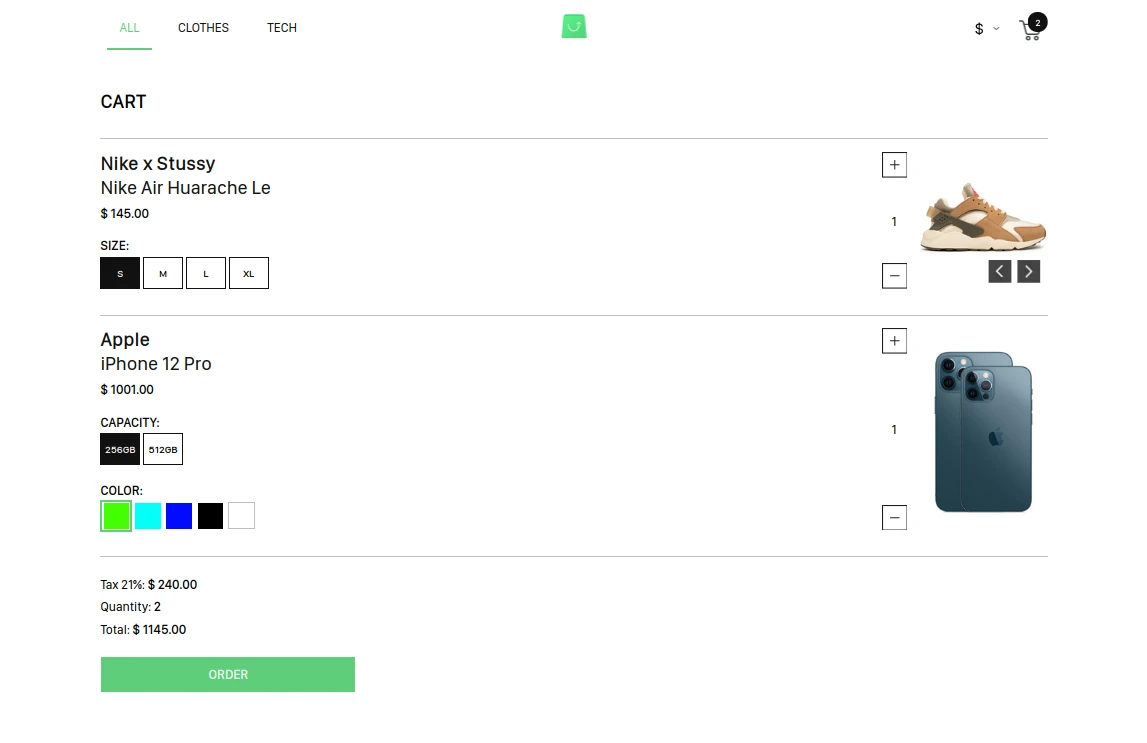 ALL CLOTHES TECH $ 2
CART
Nike x Stussy
Nike Air Huarache Le
$ 145.00
SIZE:
S M L XL
+
1
−
Apple
iPhone 12 Pro
$ 1001.00
CAPACITY:
256GB 512GB
COLOR:
+
1
−
Tax 21%: $ 240.00
Quantity: 2
Total: $ 1145.00
ORDER